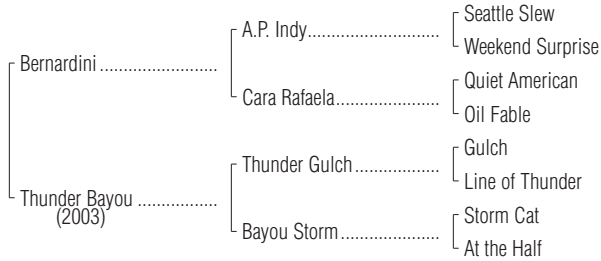 Seattle Slew
A.P. Indy
Weekend Surprise
Bernardini
Quiet American
Cara Rafaela
Oil Fable
Gulch
Thunder Gulch
Line of Thunder
Thunder Bayou
(2003)
Storm Cat
Bayou Storm
At the Half